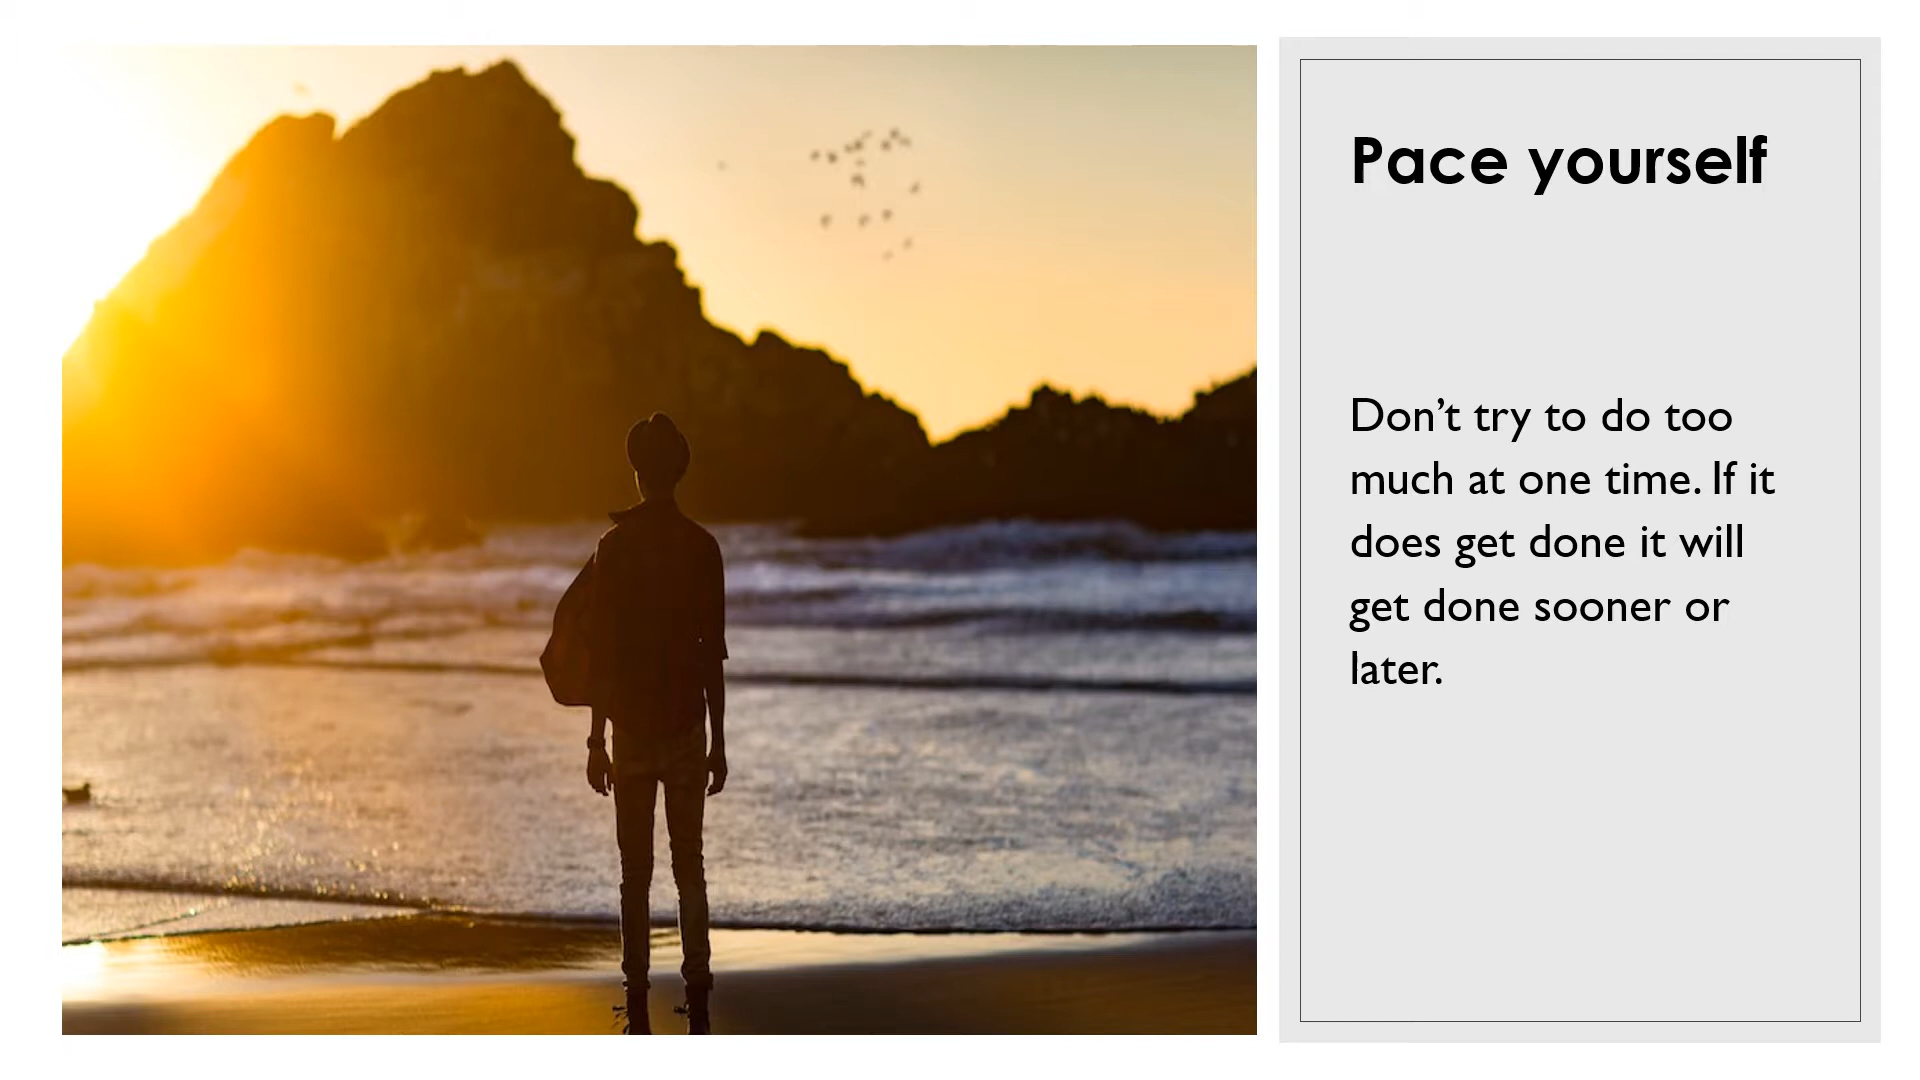 Pace yourself
Don’t try to do too
much at one time. If it
does get done it will
get done sooner or
later.